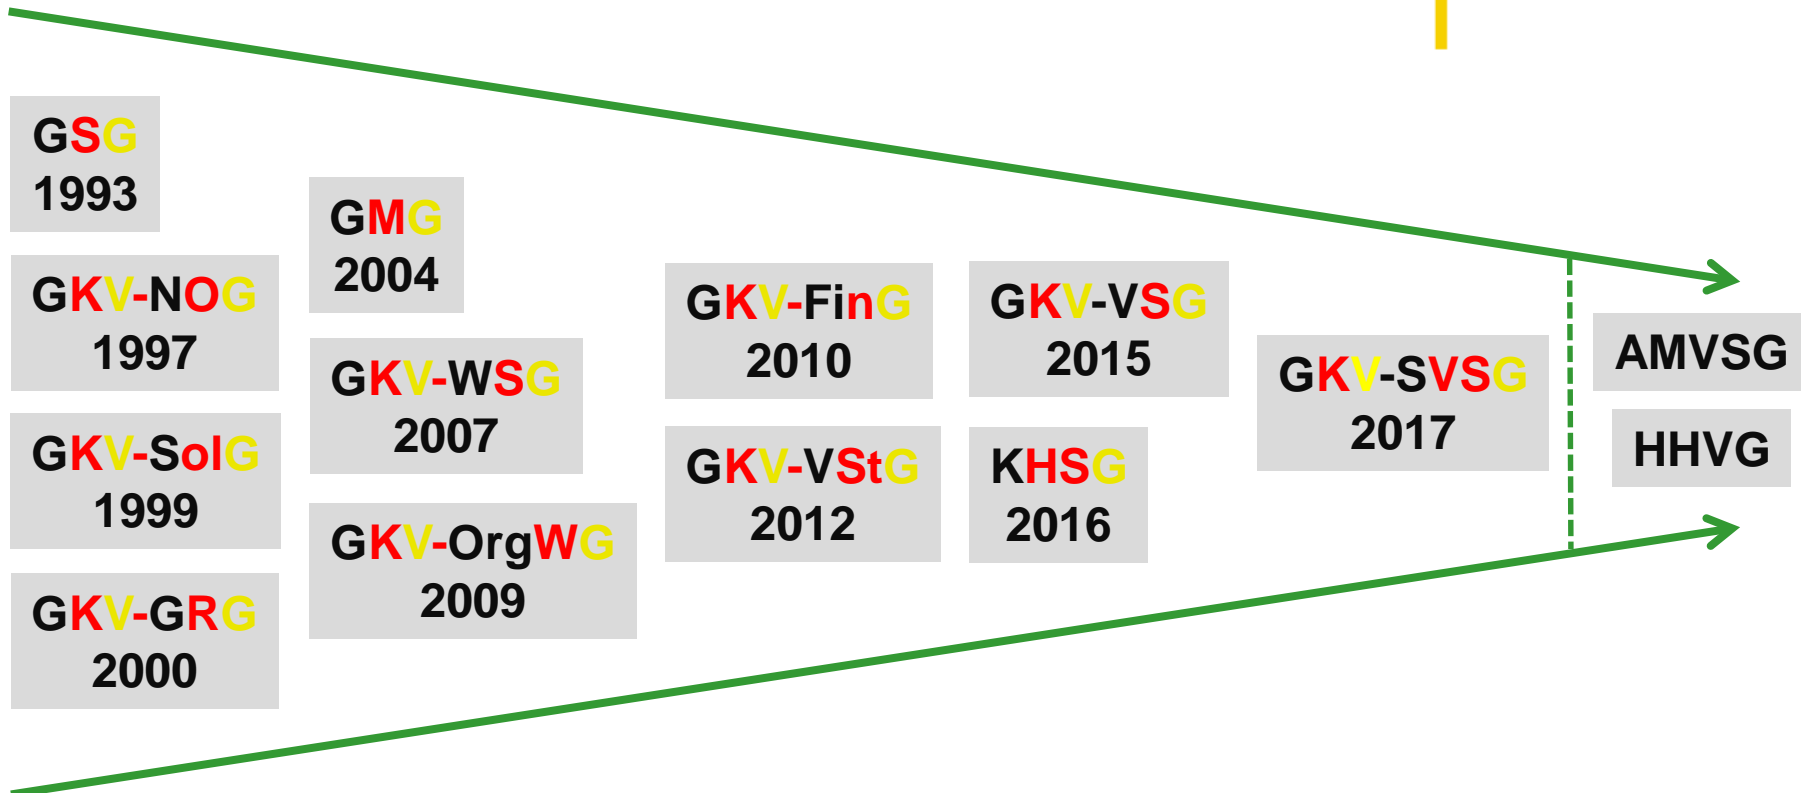 GSG
1993
GKV-NOG
1997
GKV-SolG
1999
GKV-GRG
2000
GMG
2004
GKV-WSG
2007
GKV-OrgWG
2009
GKV-FinG
2010
GKV-VStG
2012
GKV-VSG
2015
KHSG
2016
GKV-SVSG
2017
AMVSG
HHVG